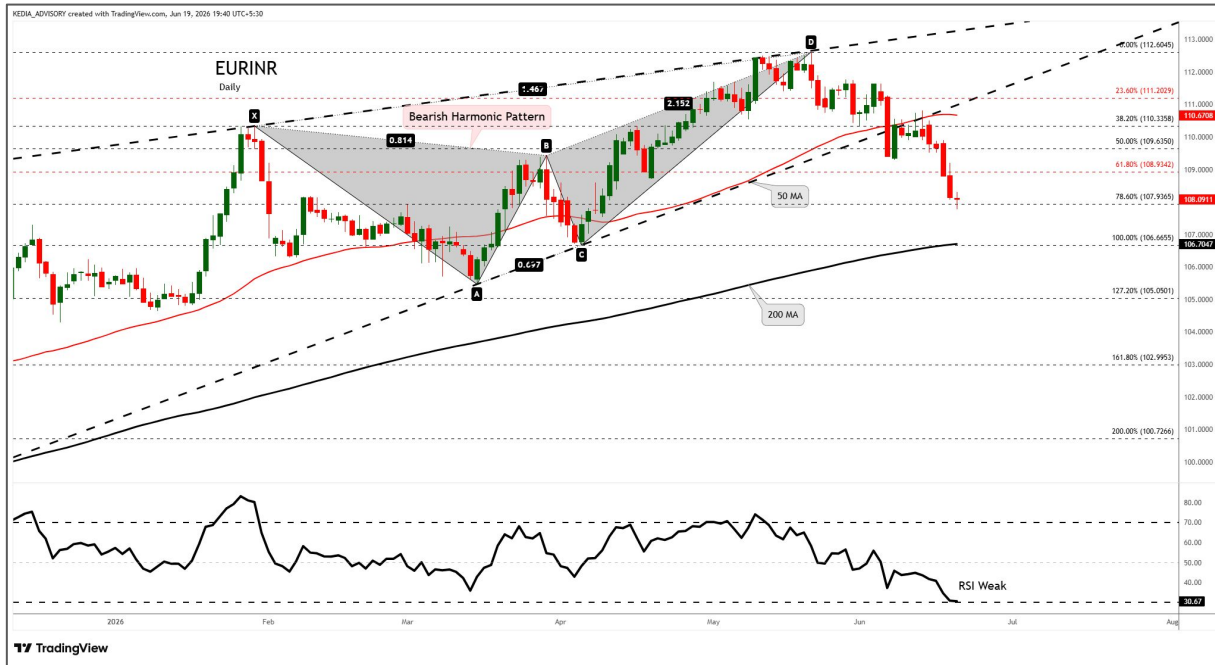 KEDIA_ADVISORY created with TradingView.com, Jun 19, 2026 19:40 UTC+5:30
EURINR
Daily
Bearish Harmonic Pattern
X
A
B
C
D
0.814
1.467
2.152
50 MA
200 MA
113.0000
0.00% (112.6045)
112.0000
23.60% (111.2029)
111.0000
110.6708
38.20% (110.3358)
110.0000
50.00% (109.6350)
109.0000
61.80% (108.9342)
108.0911
78.60% (107.9365)
107.0000
106.7047
100.00% (106.6655)
106.0000
127.20% (105.0501)
105.0000
104.0000
161.80% (102.9953)
103.0000
102.0000
200.00% (100.7266)
101.0000
100.0000
80.00
70.00
60.00
50.00
40.00
RSI Weak
30.67
2026
Feb
Mar
Apr
May
Jun
Jul
Aug
TradingView